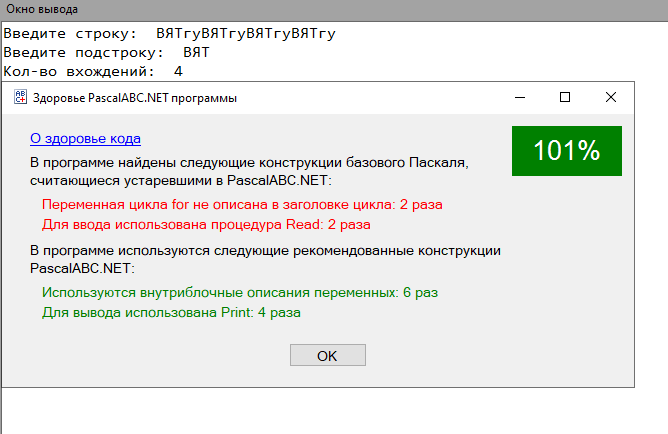 Окно вывода
Введите строку:  ВЯТгуВЯТгуВЯТгуВЯТгу
Введите подстроку:  ВЯТ
Кол-во вхождений:  4
Здоровье PascalABC.NET программы
О здоровье кода
101%
В программе найдены следующие конструкции базового Паскаля,
считающиеся устаревшими в PascalABC.NET:
Переменная цикла for не описана в заголовке цикла: 2 раза
Для ввода использована процедура Read: 2 раза
В программе используются следующие рекомендованные конструкции
PascalABC.NET:
Используются внутриблочные описания переменных: 6 раз
Для вывода использована Print: 4 раза
OK